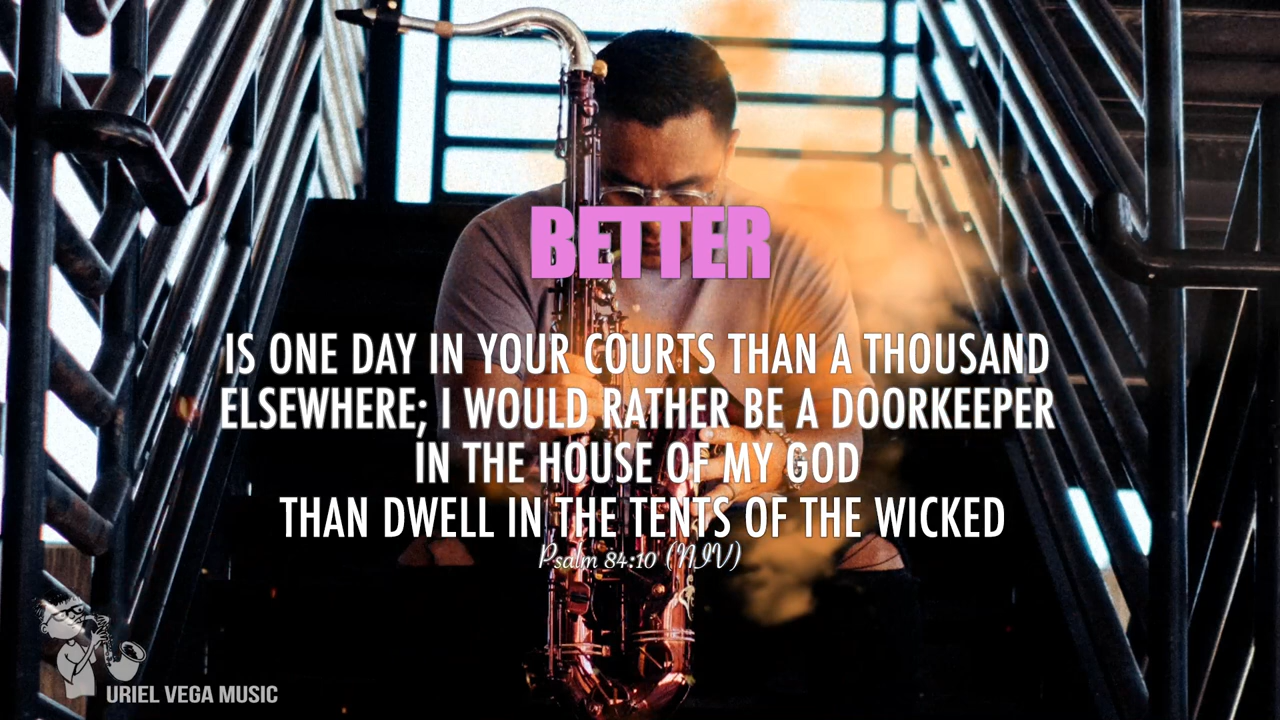 BETTER
IS ONE DAY IN YOUR COURTS THAN A THOUSAND
ELSEWHERE; I WOULD RATHER BE A DOORKEEPER
IN THE HOUSE OF MY GOD
THAN DWELL IN THE TENTS OF THE WICKED
Psalm 84:10 (NIV)
URIEL VEGA MUSIC